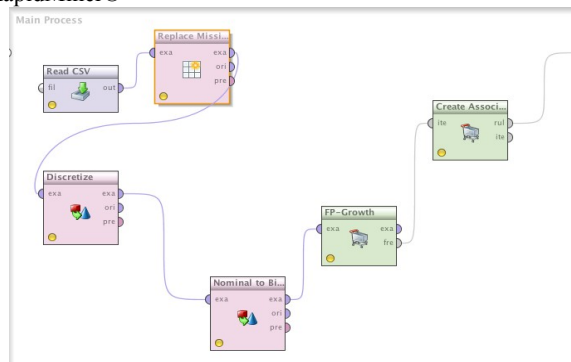 Main Process
Replace Missi...
exa
exa
ori
pre
Read CSV
fil
out
Create Associ...
ite
rul
ite
Discretize
exa
exa
ori
pre
FP-Growth
exa
exa
fre
Nominal to Bi...
exa
exa
ori
pre